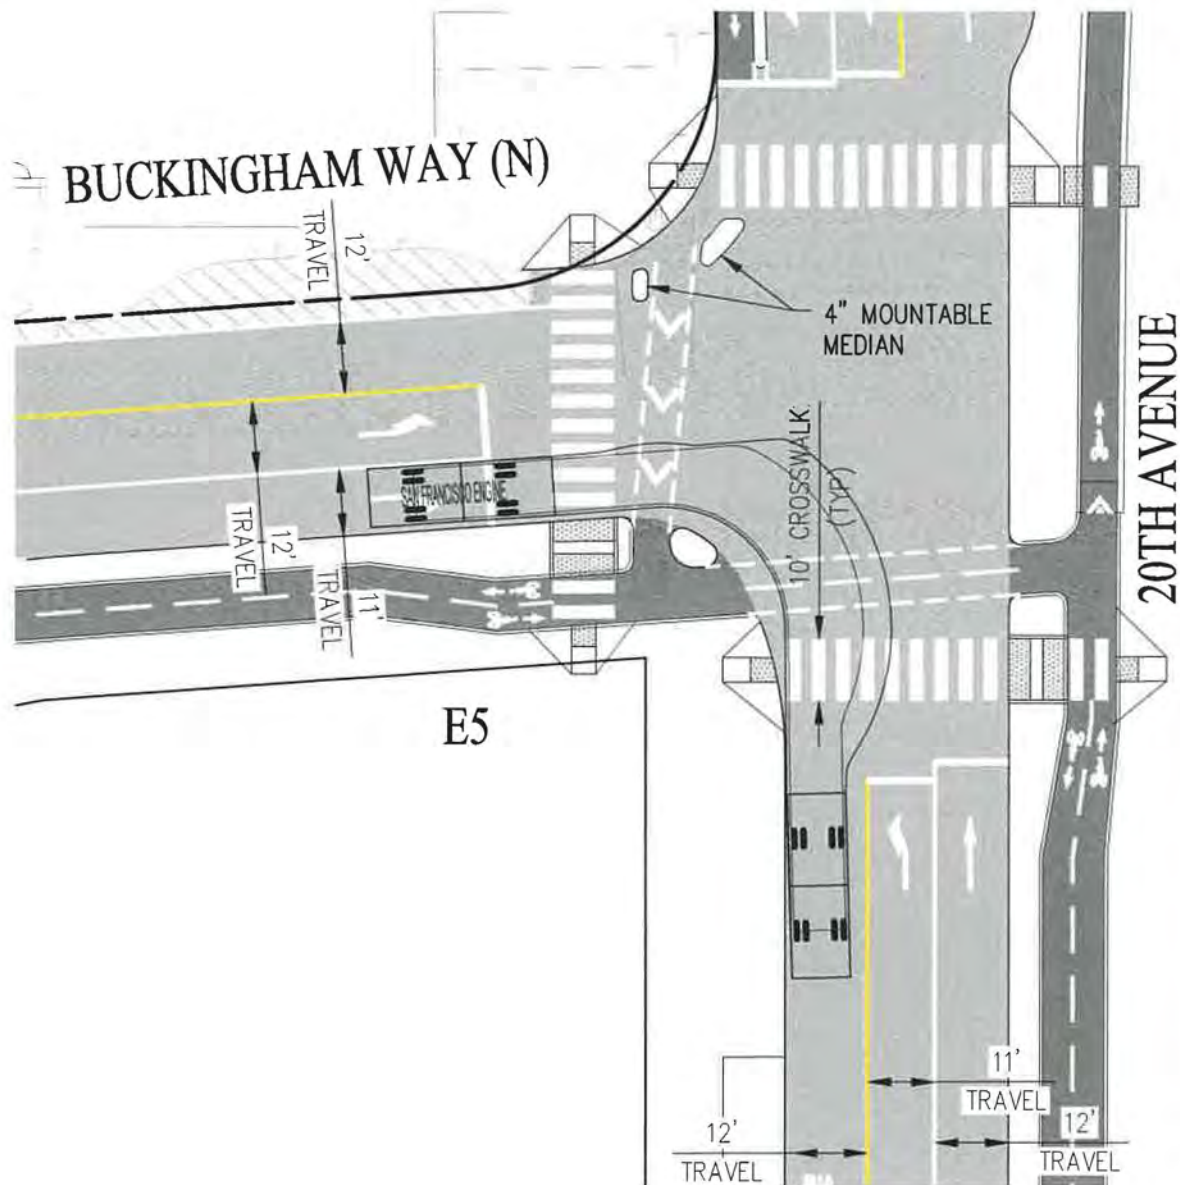 BUCKINGHAM WAY (N)
12'
TRAVEL
4" MOUNTABLE
MEDIAN
20TH AVENUE
10' CROSSWALK
(TYP)
SAN FRANCISCO ENGINE
12'
TRAVEL
11'
TRAVEL
E5
11'
TRAVEL
12'
TRAVEL
12'
TRAVEL